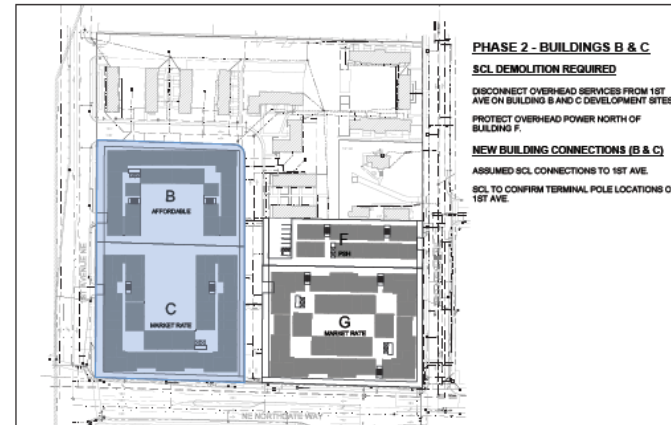 PHASE 2 - BUILDINGS B & C
SCL DEMOLITION REQUIRED
DISCONNECT OVERHEAD SERVICES FROM 1ST
AVE ON BUILDING B AND C DEVELOPMENT SITES
PROTECT OVERHEAD POWER NORTH OF
BUILDING F.
NEW BUILDING CONNECTIONS (B & C)
ASSUMED SCL CONNECTIONS TO 1ST AVE.
SCL TO CONFIRM TERMINAL POLE LOCATIONS O
1ST AVE.
B
AFFORDABLE
F
PSH
C
MARKET RATE
G
MARKET RATE
NE NORTHGATE WAY